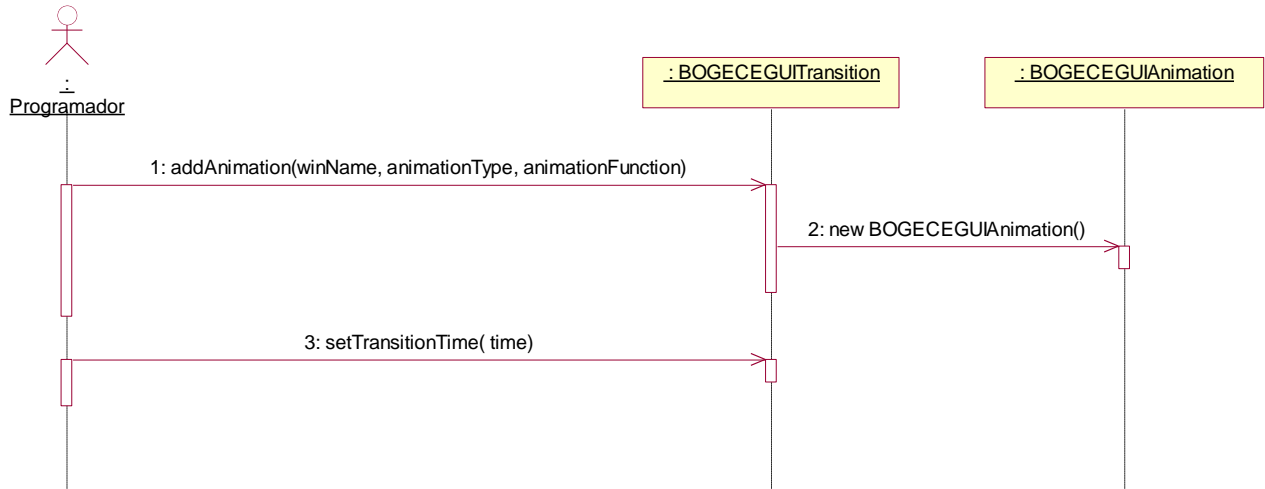 :
Programador
: BOGECEGUITransition
: BOGECEGUIAnimation
1: addAnimation(winName, animationType, animationFunction)
2: new BOGECEGUIAnimation()
3: setTransitionTime( time)